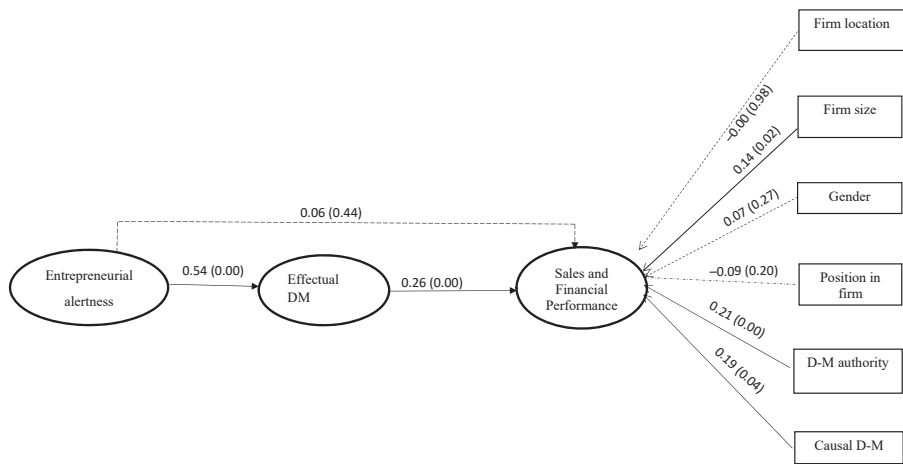 Firm location
−0.00 (0.98)
Firm size
0.14 (0.02)
Gender
0.07 (0.27)
0.06 (0.44)
Entrepreneurial
alertness
0.54 (0.00)
Effectual
DM
0.26 (0.00)
Sales and
Financial
Performance
−0.09 (0.20)
Position in
firm
0.21 (0.00)
D-M authority
0.19 (0.04)
Causal D-M